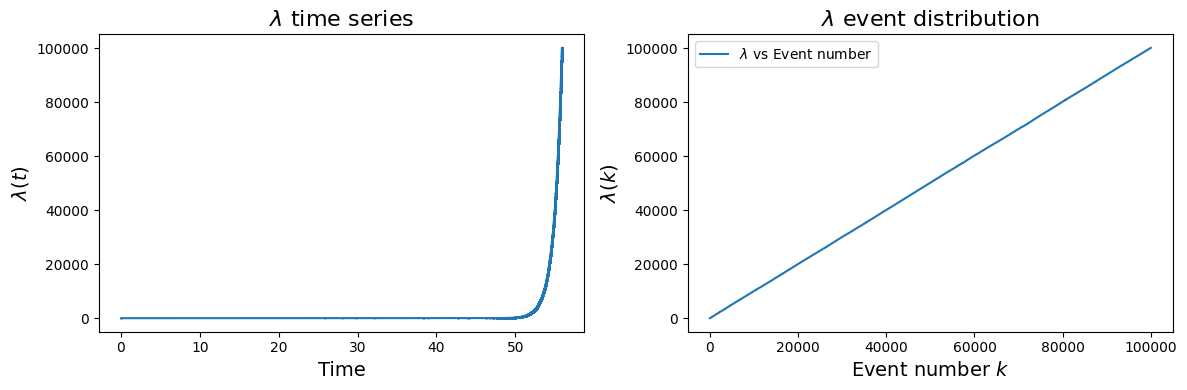 λ time series
100000
80000
60000
40000
20000
0
λ(t)
0 10 20 30 40 50
Time
λ event distribution
λ vs Event number
100000
80000
60000
40000
20000
0
λ(k)
0 20000 40000 60000 80000 100000
Event number k